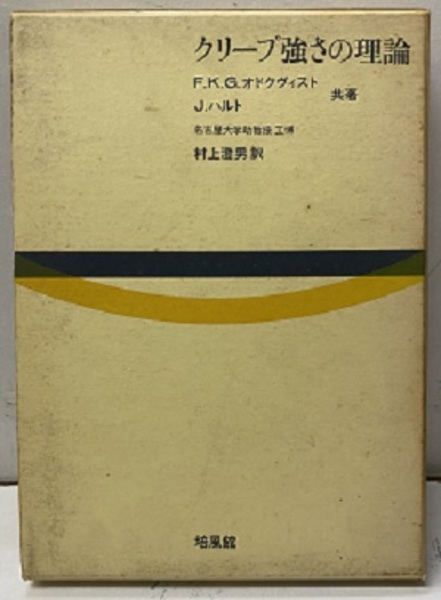 クリープ強さの理論
F.K.G.オドクヴィスト
J.ハルト
共著
名古屋大学助教授 工博
村上澄男 訳
培風館